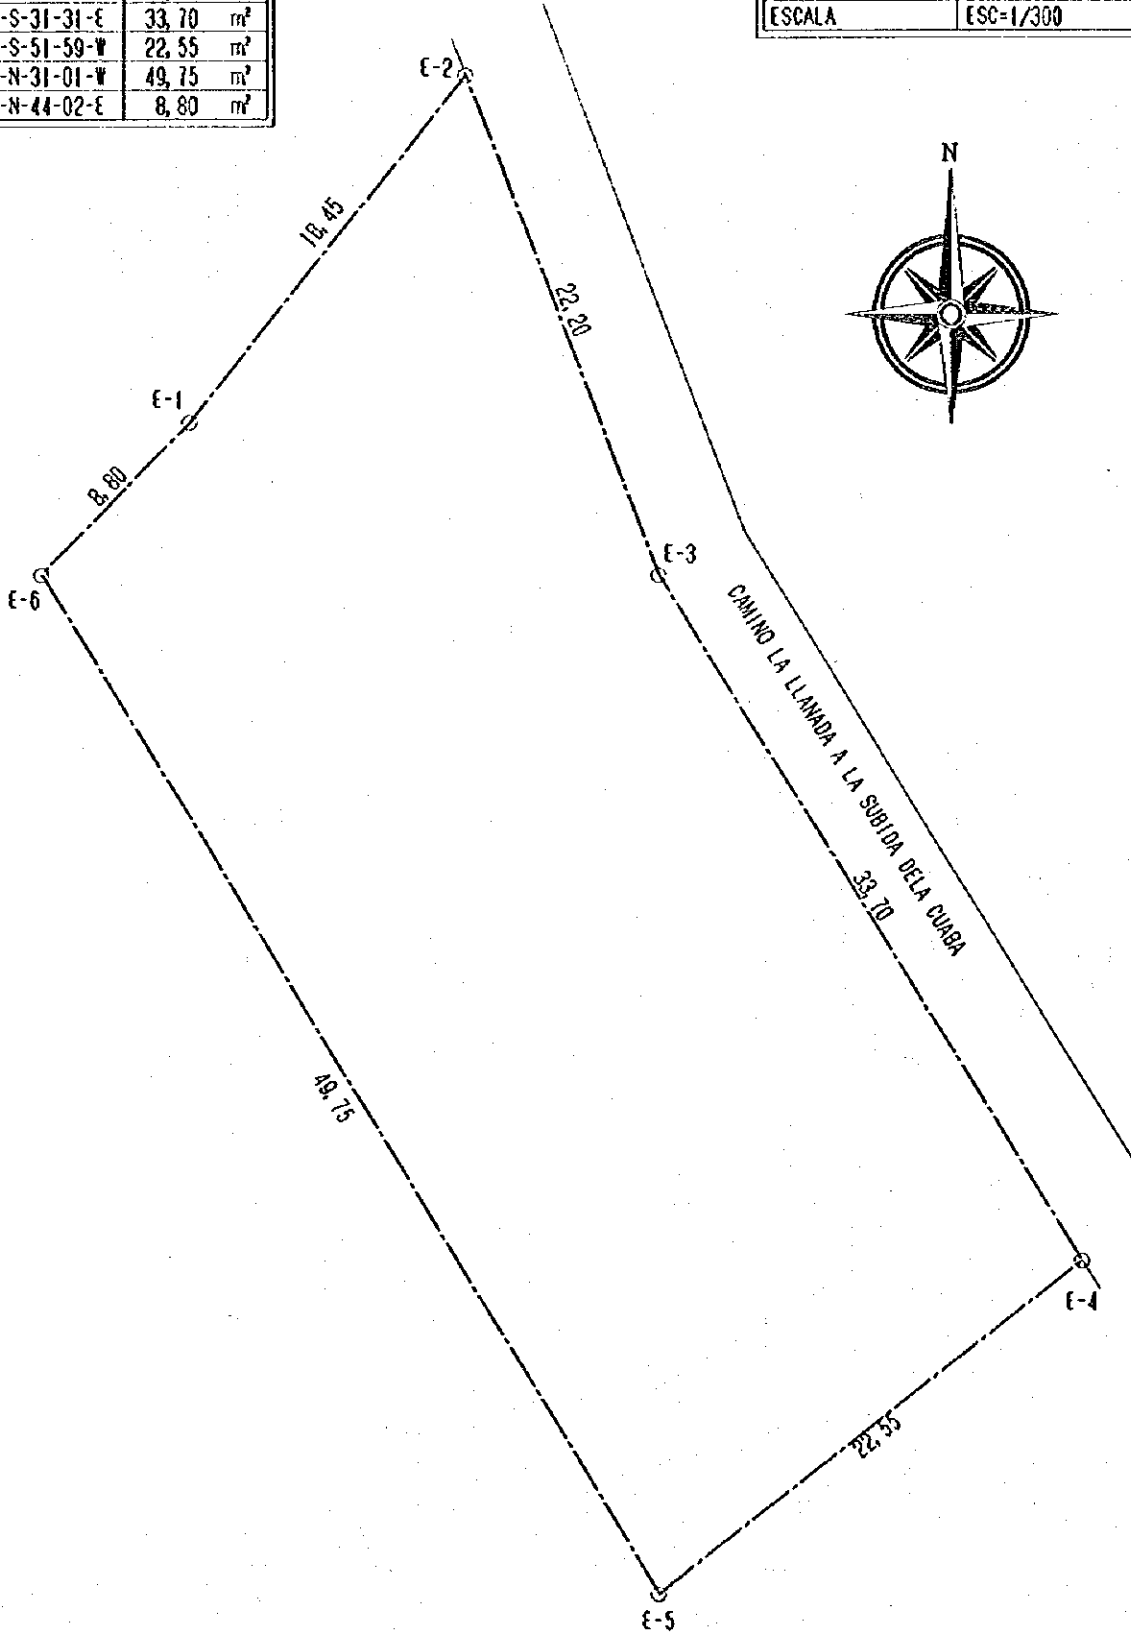 -S-31-31-E 33,70 m²
-S-51-59-W 22,55 m²
-N-31-01-W 49,75 m²
-N-44-02-E 8,80 m²
ESCALA ESC=1/300
E-2
N
18,45
22,20
E-1
8,80
E-3
E-6
CAMINO LA LLANADA A LA SUBIDA DELA CUABA
33,70
49,75
E-4
22,55
E-5